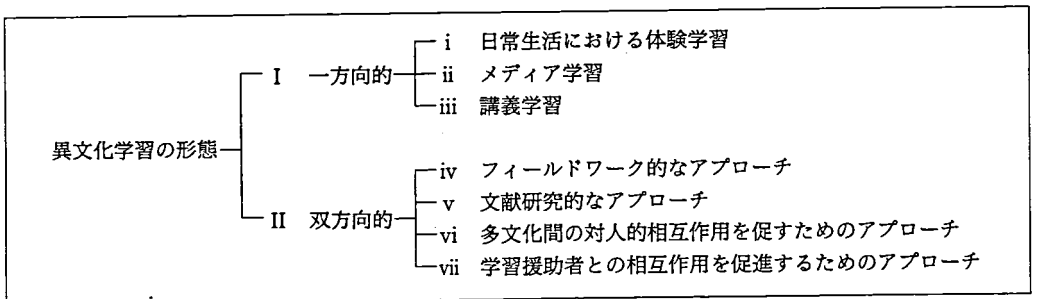 i 日常生活における体験学習
I 一方向的 ii メディア学習
iii 講義学習
異文化学習の形態
iv フィールドワーク的なアプローチ
v 文献研究的なアプローチ
II 双方向的
vi 多文化間の対人的相互作用を促すためのアプローチ
vii 学習援助者との相互作用を促進するためのアプローチ